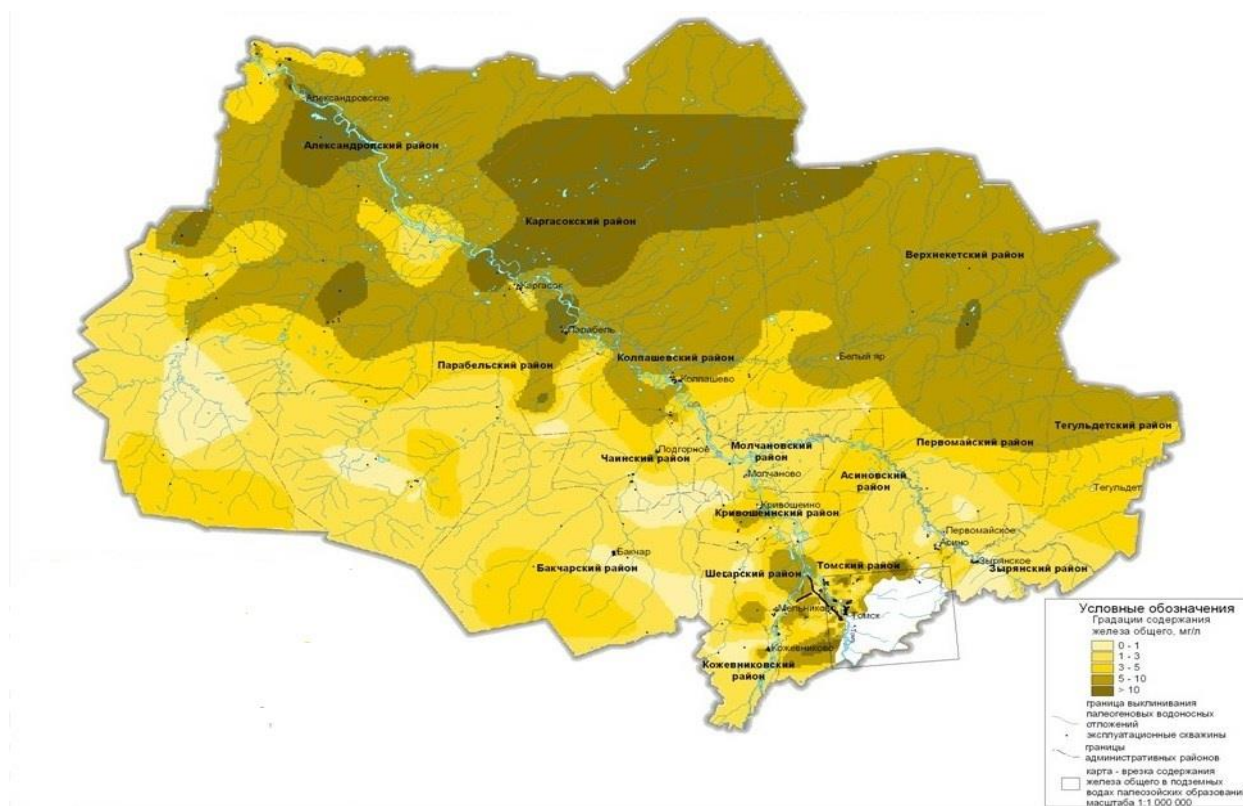 Александровское
Александровский район
Каргасокский район
Верхнекетский район
Каргасок
Парабель
Парабельский район
Колпашевский район
Белый яр
Колпашево
Тегульдетский район
Первомайский район
Молчановский
район
Подгорное
Чаинский район
Асиновский
район
Молчаново
Тегульдет
Кривошеино
Кривошеинский район
Первомайское
Асино
Бакчар
Бакчарский район
Шегарский район
Томский район
Зырянское
Зырянский район
Мельниково
Томск
Кожевниково
Кожевниковский
район
Условные обозначения
Градации содержания
железа общего, мг/л
0 - 1
1 - 3
3 - 5
5 - 10
> 10
граница выклинивания
палеогеновых водоносных
отложений
эксплуатационные скважины
границы
административных районов
карта - врезка содержания
железа общего в подземных
водах палеозойских образовани
масштаба 1:1 000 000